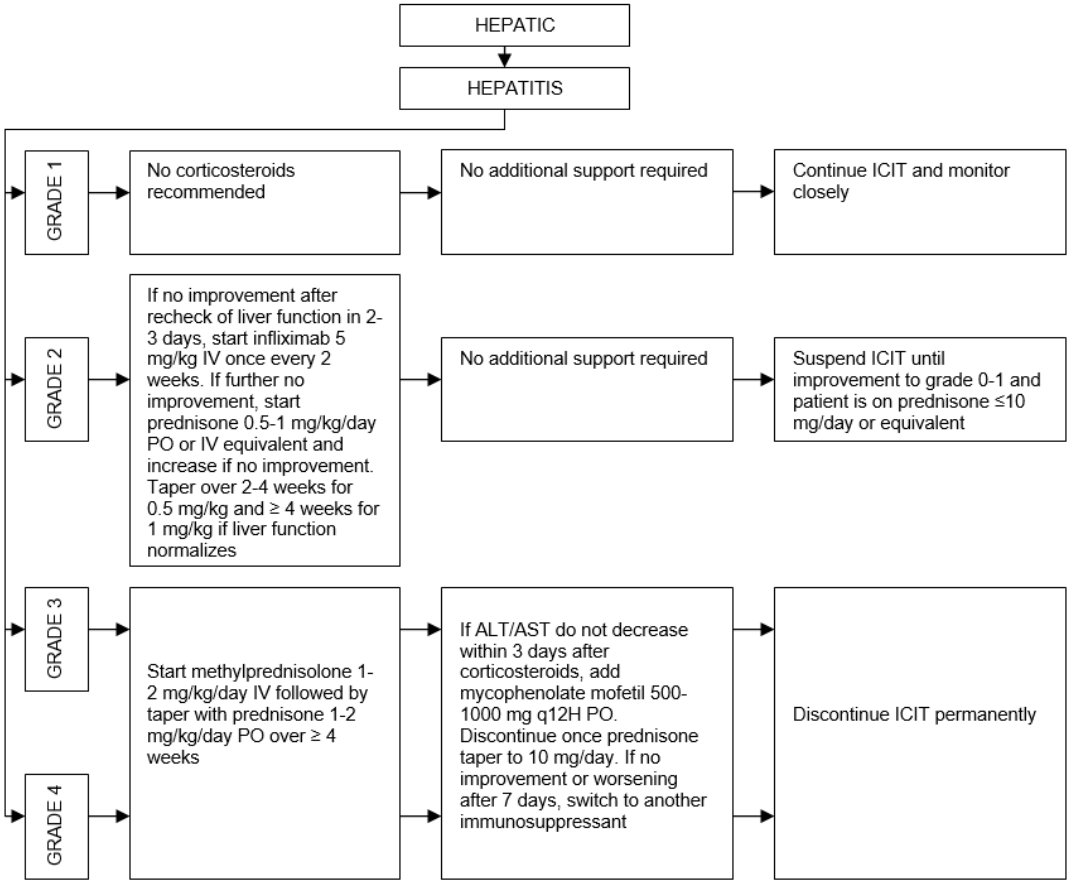 HEPATIC
HEPATITIS
GRADE 1
No corticosteroids
recommended
No additional support required
Continue ICIT and monitor
closely
GRADE 2
If no improvement after
recheck of liver function in 2-
3 days, start infliximab 5
mg/kg IV once every 2
weeks. If further no
improvement, start
prednisone 0.5-1 mg/kg/day
PO or IV equivalent and
increase if no improvement.
Taper over 2-4 weeks for
0.5 mg/kg and ≥ 4 weeks for
1 mg/kg if liver function
normalizes
No additional support required
Suspend ICIT until
improvement to grade 0-1 and
patient is on prednisone ≤10
mg/day or equivalent
GRADE 3
GRADE 4
Start methylprednisolone 1-
2 mg/kg/day IV followed by
taper with prednisone 1-2
mg/kg/day PO over ≥ 4
weeks
If ALT/AST do not decrease
within 3 days after
corticosteroids, add
mycophenolate mofetil 500-
1000 mg q12H PO.
Discontinue once prednisone
taper to 10 mg/day. If no
improvement or worsening
after 7 days, switch to another
immunosuppressant
Discontinue ICIT permanently